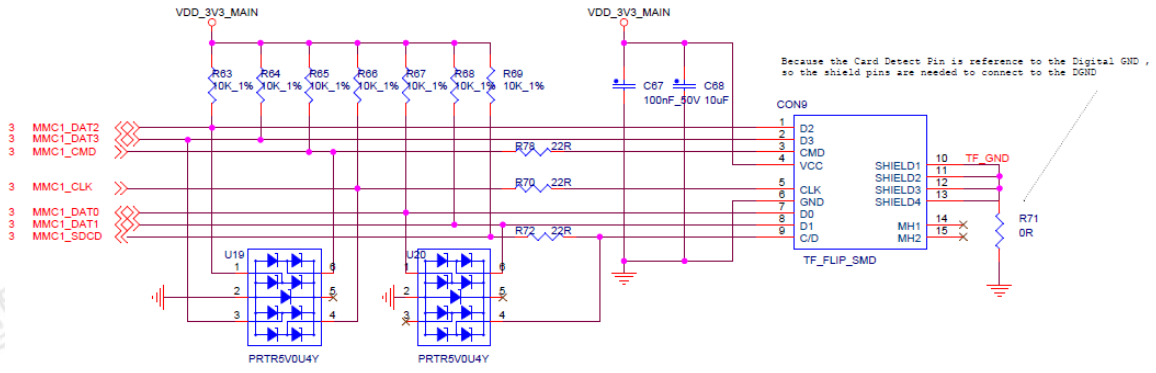 VDD_3V3_MAIN
VDD_3V3_MAIN
R63 R64 R65 R66 R67 R68 R69
10K_1% 10K_1% 10K_1% 10K_1% 10K_1% 10K_1% 10K_1%
C67 C68
100nF_50V 10uF
Because the Card Detect Pin is reference to the Digital GND ,
so the shield pins are needed to connect to the DGND
CON9
3 MMC1_DAT2 1 D2
3 MMC1_DAT3 2 D3
3 MMC1_CMD R78 22R 3 CMD
4 VCC
SHIELD1 10 TF_GND
SHIELD2 11
3 MMC1_CLK R70 22R 5 CLK
SHIELD3 12
6 GND
SHIELD4 13
3 MMC1_DAT0 7 D0
3 MMC1_DAT1 8 D1
MH1 14
3 MMC1_SDCD R72 22R 9 C/D
MH2 15
R71
0R
TF_FLIP_SMD
U19 U20
1 6 1 6
2 5 2 5
3 4 3 4
PRTR5V0U4Y PRTR5V0U4Y